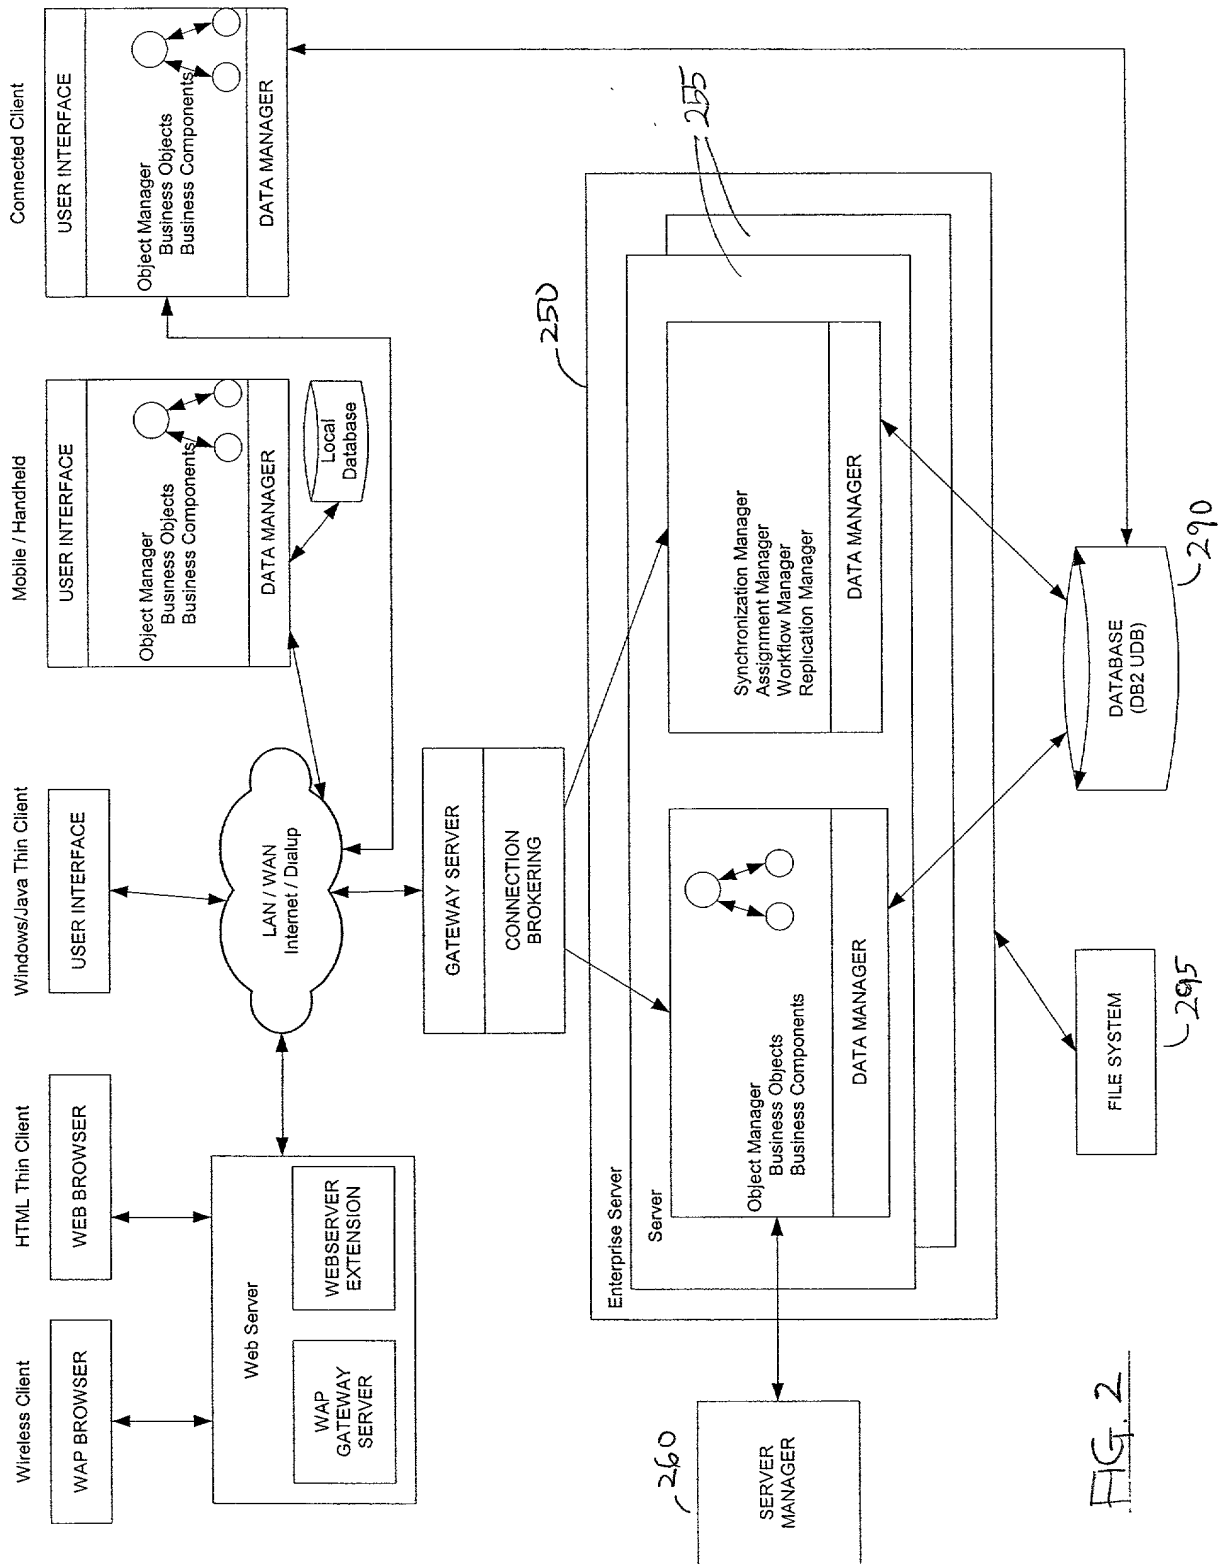 Wireless Client
HTML Thin Client
Windows/Java Thin Client
Mobile / Handheld
Connected Client
WAP BROWSER
WEB BROWSER
USER INTERFACE
USER INTERFACE
Object Manager
Business Objects
Business Components
DATA MANAGER
USER INTERFACE
Object Manager
Business Objects
Business Components
DATA MANAGER
Web Server
WAP
GATEWAY
SERVER
WEBSERVER
EXTENSION
LAN / WAN
Internet / Dialup
Local
Database
GATEWAY SERVER
CONNECTION
BROKERING
250
255
Enterprise Server
Server
Object Manager
Business Objects
Business Components
DATA MANAGER
Synchronization Manager
Assignment Manager
Workflow Manager
Replication Manager
DATA MANAGER
260
SERVER
MANAGER
FILE SYSTEM
295
DATABASE
(DB2 UDB)
290
FIG. 2